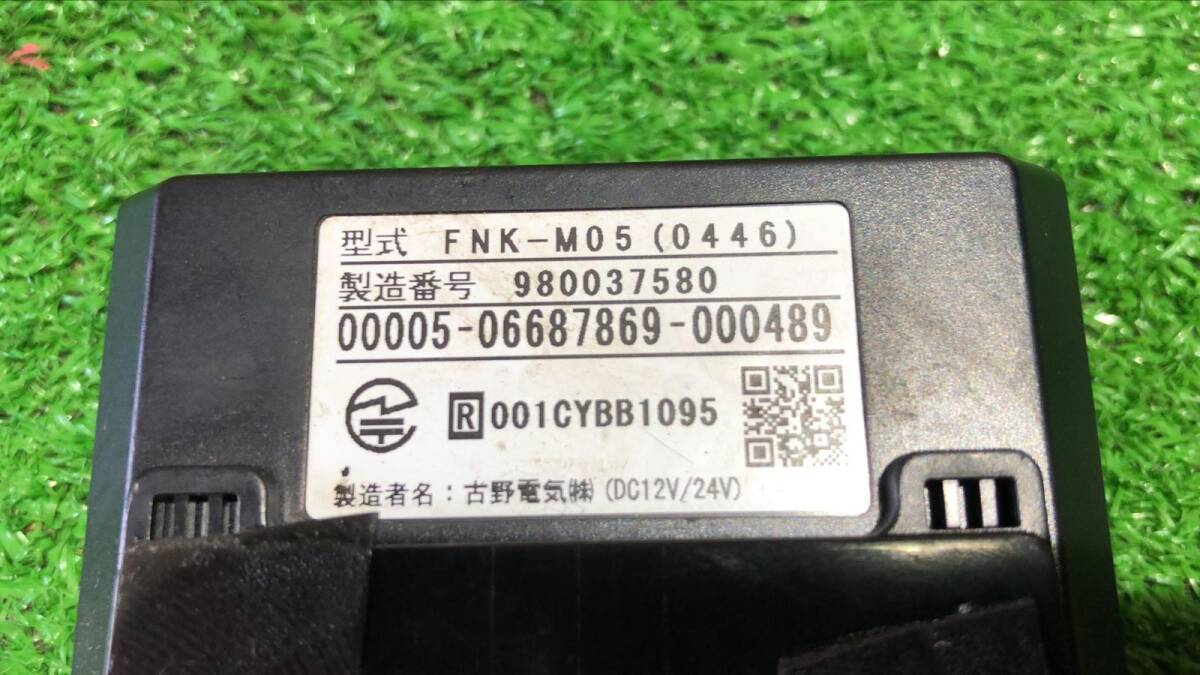 型式 FNK-M05(0446)
製造番号 980037580
00005-06687869-000489
R 001CYBB1095
製造者名：古野電気㈱ (DC12V/24V)